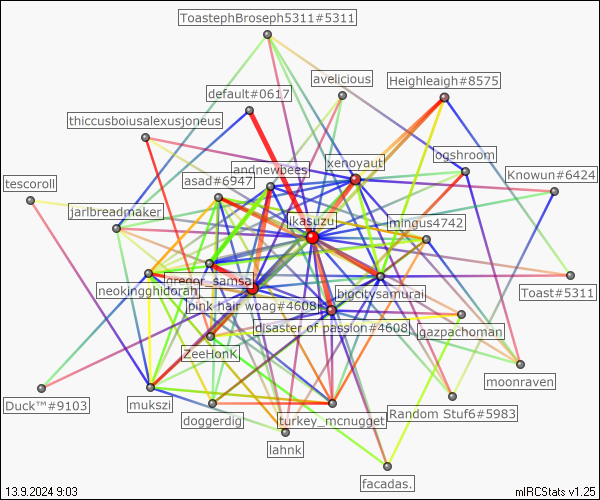 ToastephBroseph5311#5311
avelicious
Heighleaigh#8575
default#0617
thiccusboiusalexusjoneus
andnewbees
xenoyaut
oqshroom
asad#6947
Knowun#6424
tescoroll
jarlbreadmaker
ikasuzu
mingus4742
gregor_samsa
neokingghidorah
bigcitysamurai
Toast#5311
pink hair woag#4608
disaster of passion#4608
gazpachoman
ZeeHonK
moonraven
Duck™#9103
mukszi
doggerdig
turkey_mcnugget
Random Stuf6#5983
lahnk
facadas.
13.9.2024 9:03
mIRCStats v1.25